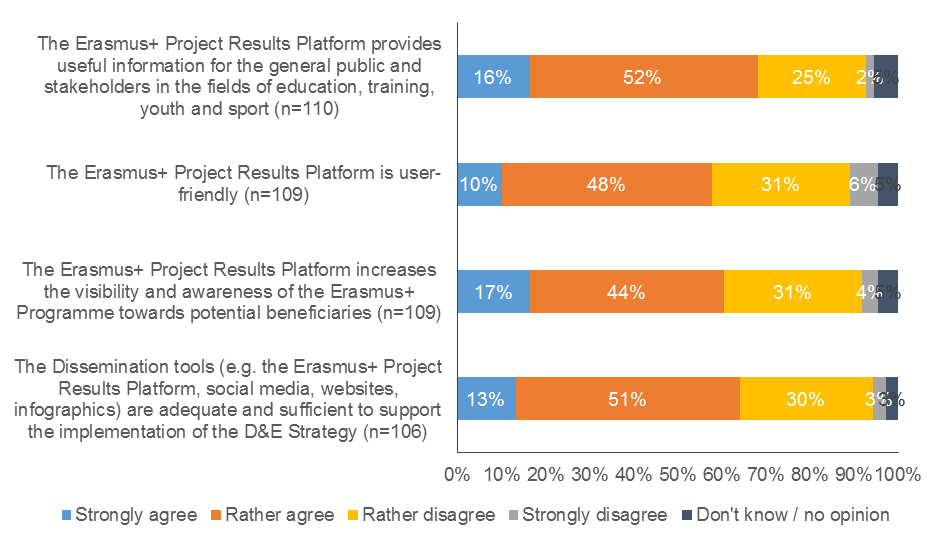 The Erasmus+ Project Results Platform provides
useful information for the general public and
stakeholders in the fields of education, training,
youth and sport (n=110)
16% 52% 25% 2%
The Erasmus+ Project Results Platform is user-
friendly (n=109)
10% 48% 31% 6% 5%
The Erasmus+ Project Results Platform increases
the visibility and awareness of the Erasmus+
Programme towards potential beneficiaries (n=109)
17% 44% 31% 4% 5%
The Dissemination tools (e.g. the Erasmus+ Project
Results Platform, social media, websites,
infographics) are adequate and sufficient to support
the implementation of the D&E Strategy (n=106)
13% 51% 30% 3%
0% 10% 20% 30% 40% 50% 60% 70% 80% 90% 100%
Strongly agree Rather agree Rather disagree Strongly disagree Don't know / no opinion